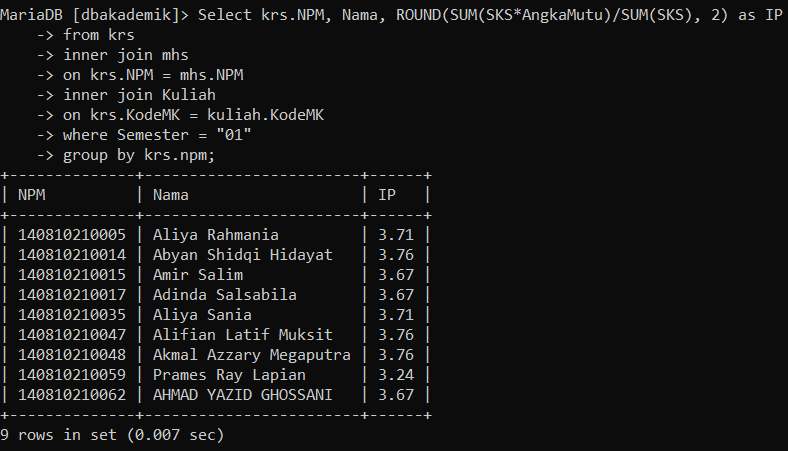 MariaDB [dbakademik]> Select krs.NPM, Nama, ROUND(SUM(SKS*AngkaMutu)/SUM(SKS), 2) as IP
    -> from krs
    -> inner join mhs
    -> on krs.NPM = mhs.NPM
    -> inner join Kuliah
    -> on krs.KodeMK = kuliah.KodeMK
    -> where Semester = "01"
    -> group by krs.npm;
+--------------+------------------------+------+
| NPM          | Nama                   | IP   |
+--------------+------------------------+------+
| 140810210005 | Aliya Rahmania         | 3.71 |
| 140810210014 | Abyan Shidqi Hidayat   | 3.76 |
| 140810210015 | Amir Salim             | 3.67 |
| 140810210017 | Adinda Salsabila       | 3.67 |
| 140810210035 | Aliya Sania            | 3.71 |
| 140810210047 | Alifian Latif Muksit   | 3.76 |
| 140810210048 | Akmal Azzary Megaputra | 3.76 |
| 140810210059 | Prames Ray Lapian      | 3.24 |
| 140810210062 | AHMAD YAZID GHOSSANI   | 3.67 |
+--------------+------------------------+------+
9 rows in set (0.007 sec)